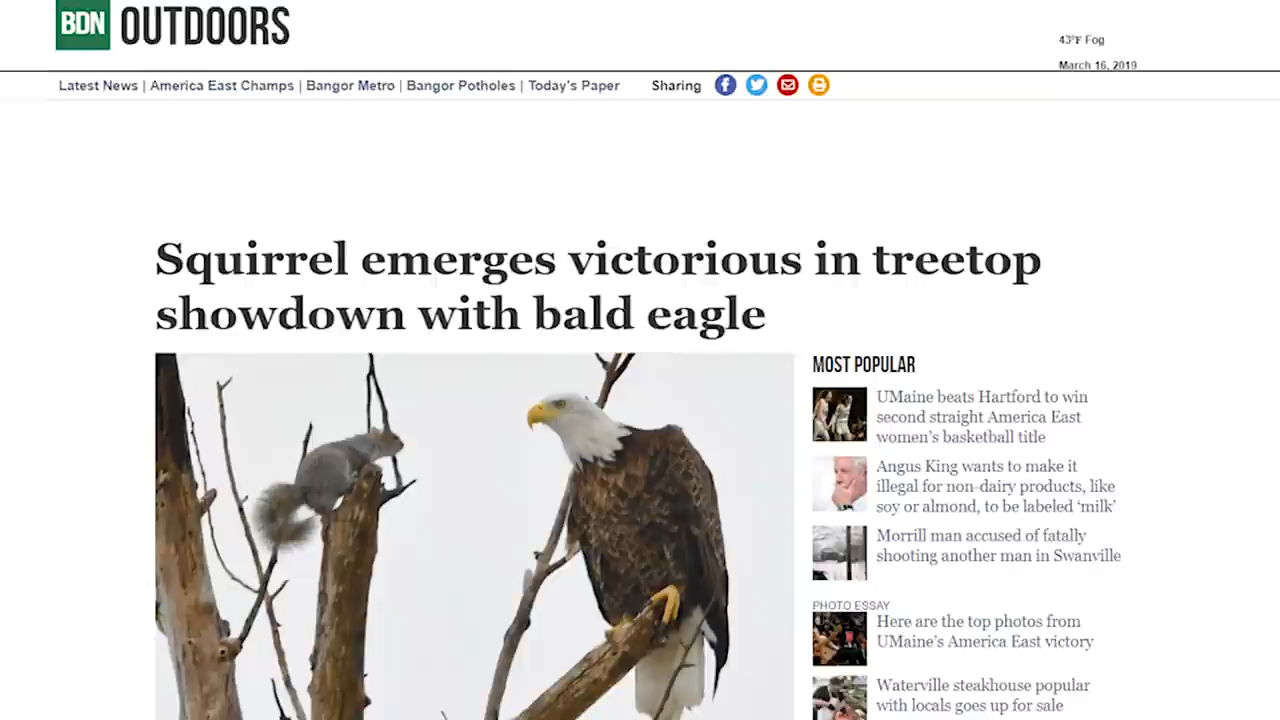 BDN OUTDOORS
43°F Fog
March 16, 2019
Latest News | America East Champs | Bangor Metro | Bangor Potholes | Today's Paper Sharing
Squirrel emerges victorious in treetop
showdown with bald eagle
MOST POPULAR
UMaine beats Hartford to win
second straight America East
women's basketball title
Angus King wants to make it
illegal for non-dairy products, like
soy or almond, to be labeled 'milk'
Morrill man accused of fatally
shooting another man in Swanville
PHOTO ESSAY
Here are the top photos from
UMaine's America East victory
Waterville steakhouse popular
with locals goes up for sale